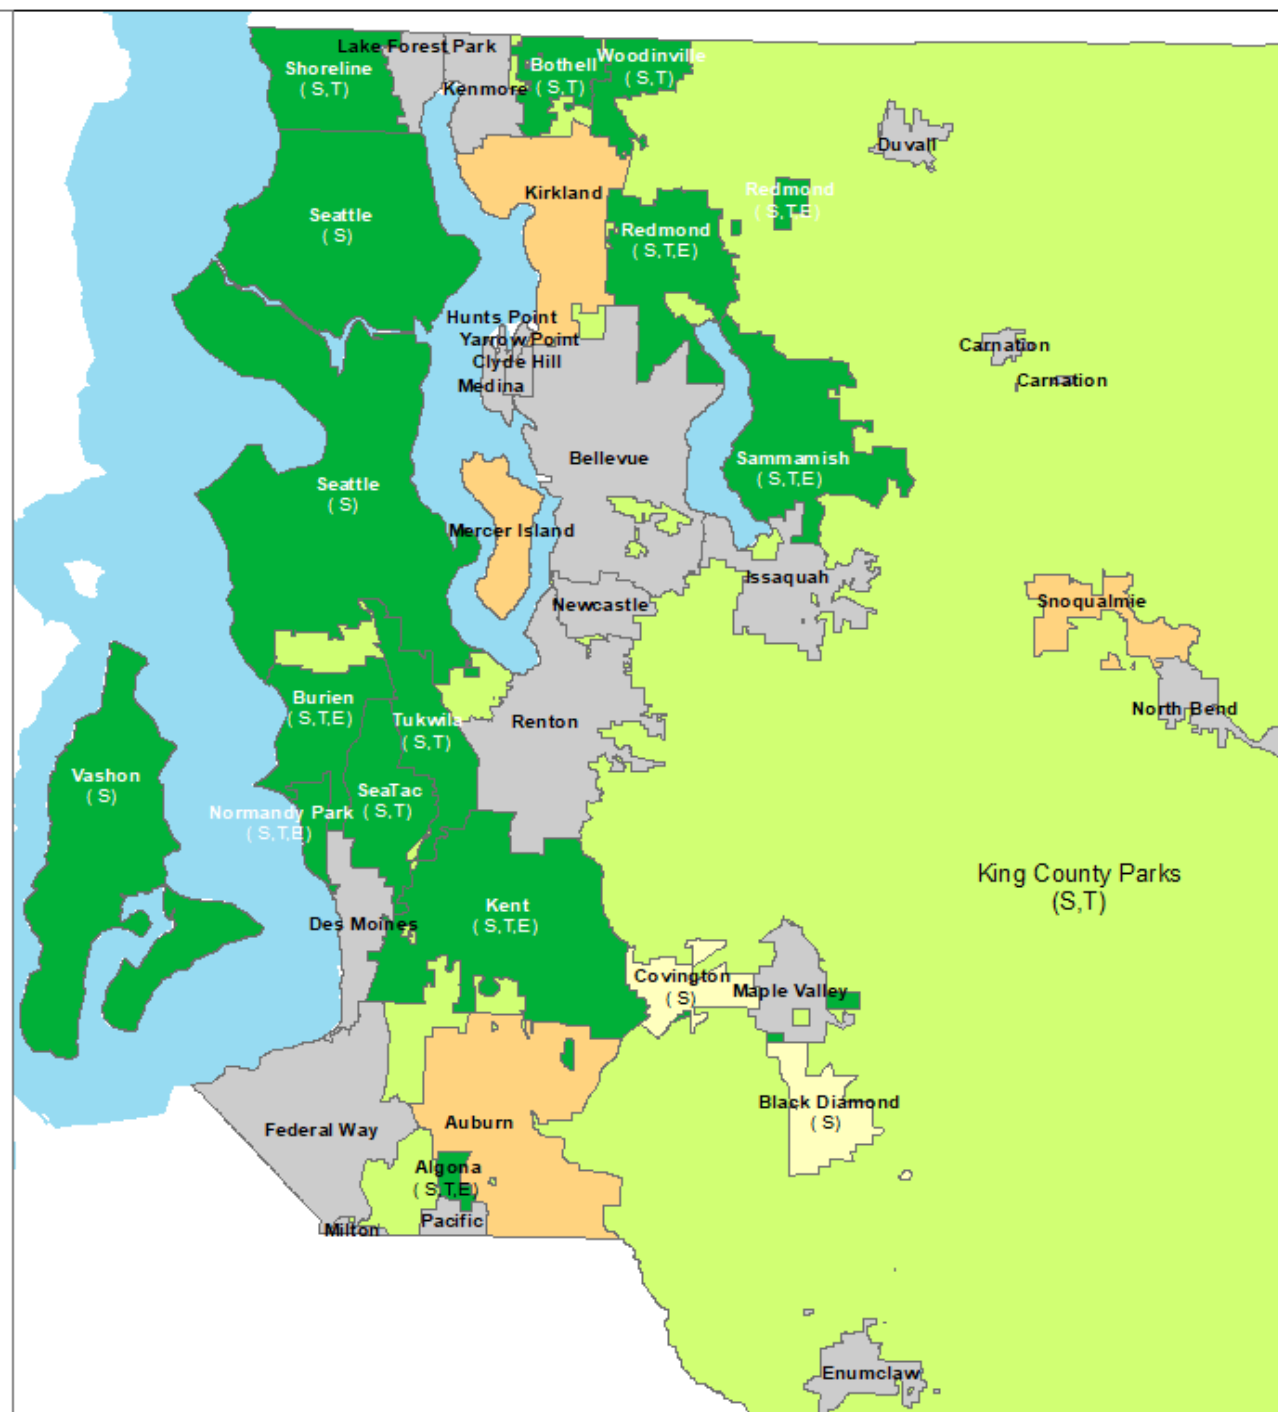 Lake Forest Park
Shoreline
( S,T)
Kenmore
Bothell
( S,T)
Woodinville
( S,T)
Duvall
Kirkland
Redmond
( S,T,E)
Seattle
( S)
Redmond
( S,T,E)
Hunts Point
Yarrow Point
Clyde Hill
Medina
Carnation
Carnation
Bellevue
Sammamish
( S,T,E)
Seattle
( S)
Mercer Island
Issaquah
Newcastle
Snoqualmie
Burien
( S,T,E)
Tukwila
( S,T)
Renton
North Bend
Vashon
( S)
SeaTac
( S,T)
Normandy Park
( S,T,E)
King County Parks
(S,T)
Kent
( S,T,E)
Des Moines
Covington
( S)
Maple Valley
Black Diamond
( S)
Federal Way
Auburn
Algona
( S,T,E)
Pacific
Milton
Enumclaw